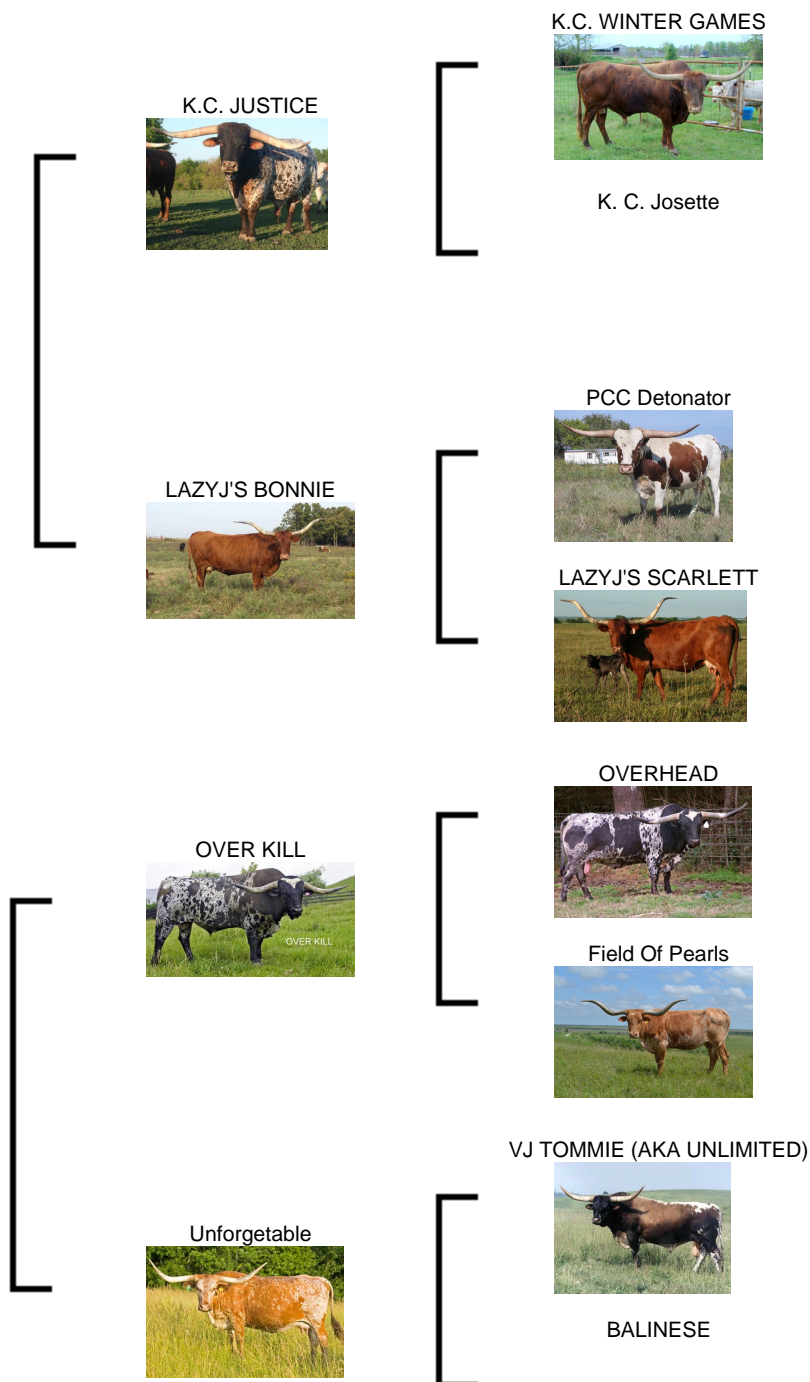 K.C. WINTER GAMES
K.C. JUSTICE
K. C. Josette
PCC Detonator
LAZYJ'S BONNIE
LAZYJ'S SCARLETT
OVERHEAD
OVER KILL
OVER KILL
Field Of Pearls
VJ TOMMIE (AKA UNLIMITED)
Unforgetable
BALINESE